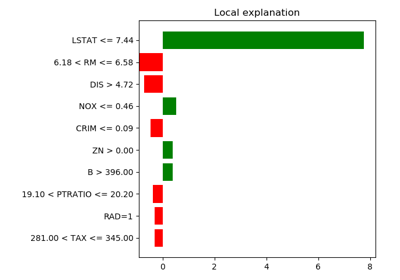 Local explanation
LSTAT <= 7.44
6.18 < RM <= 6.58
DIS > 4.72
NOX <= 0.46
CRIM <= 0.09
ZN > 0.00
B > 396.00
19.10 < PTRATIO <= 20.20
RAD=1
281.00 < TAX <= 345.00
0 2 4 6 8